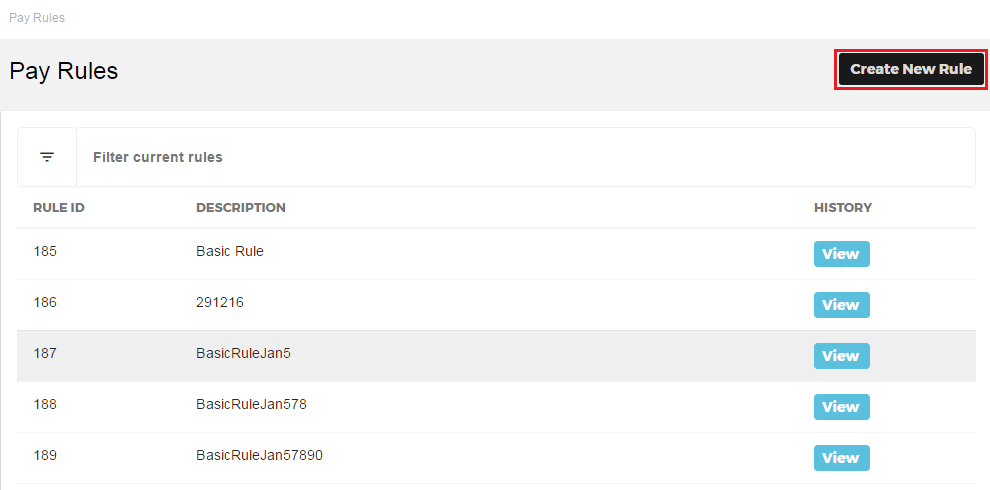 Pay Rules
Pay Rules
Create New Rule
Filter current rules
RULE ID DESCRIPTION HISTORY
185 Basic Rule View
186 291216 View
187 BasicRuleJan5 View
188 BasicRuleJan578 View
189 BasicRuleJan57890 View